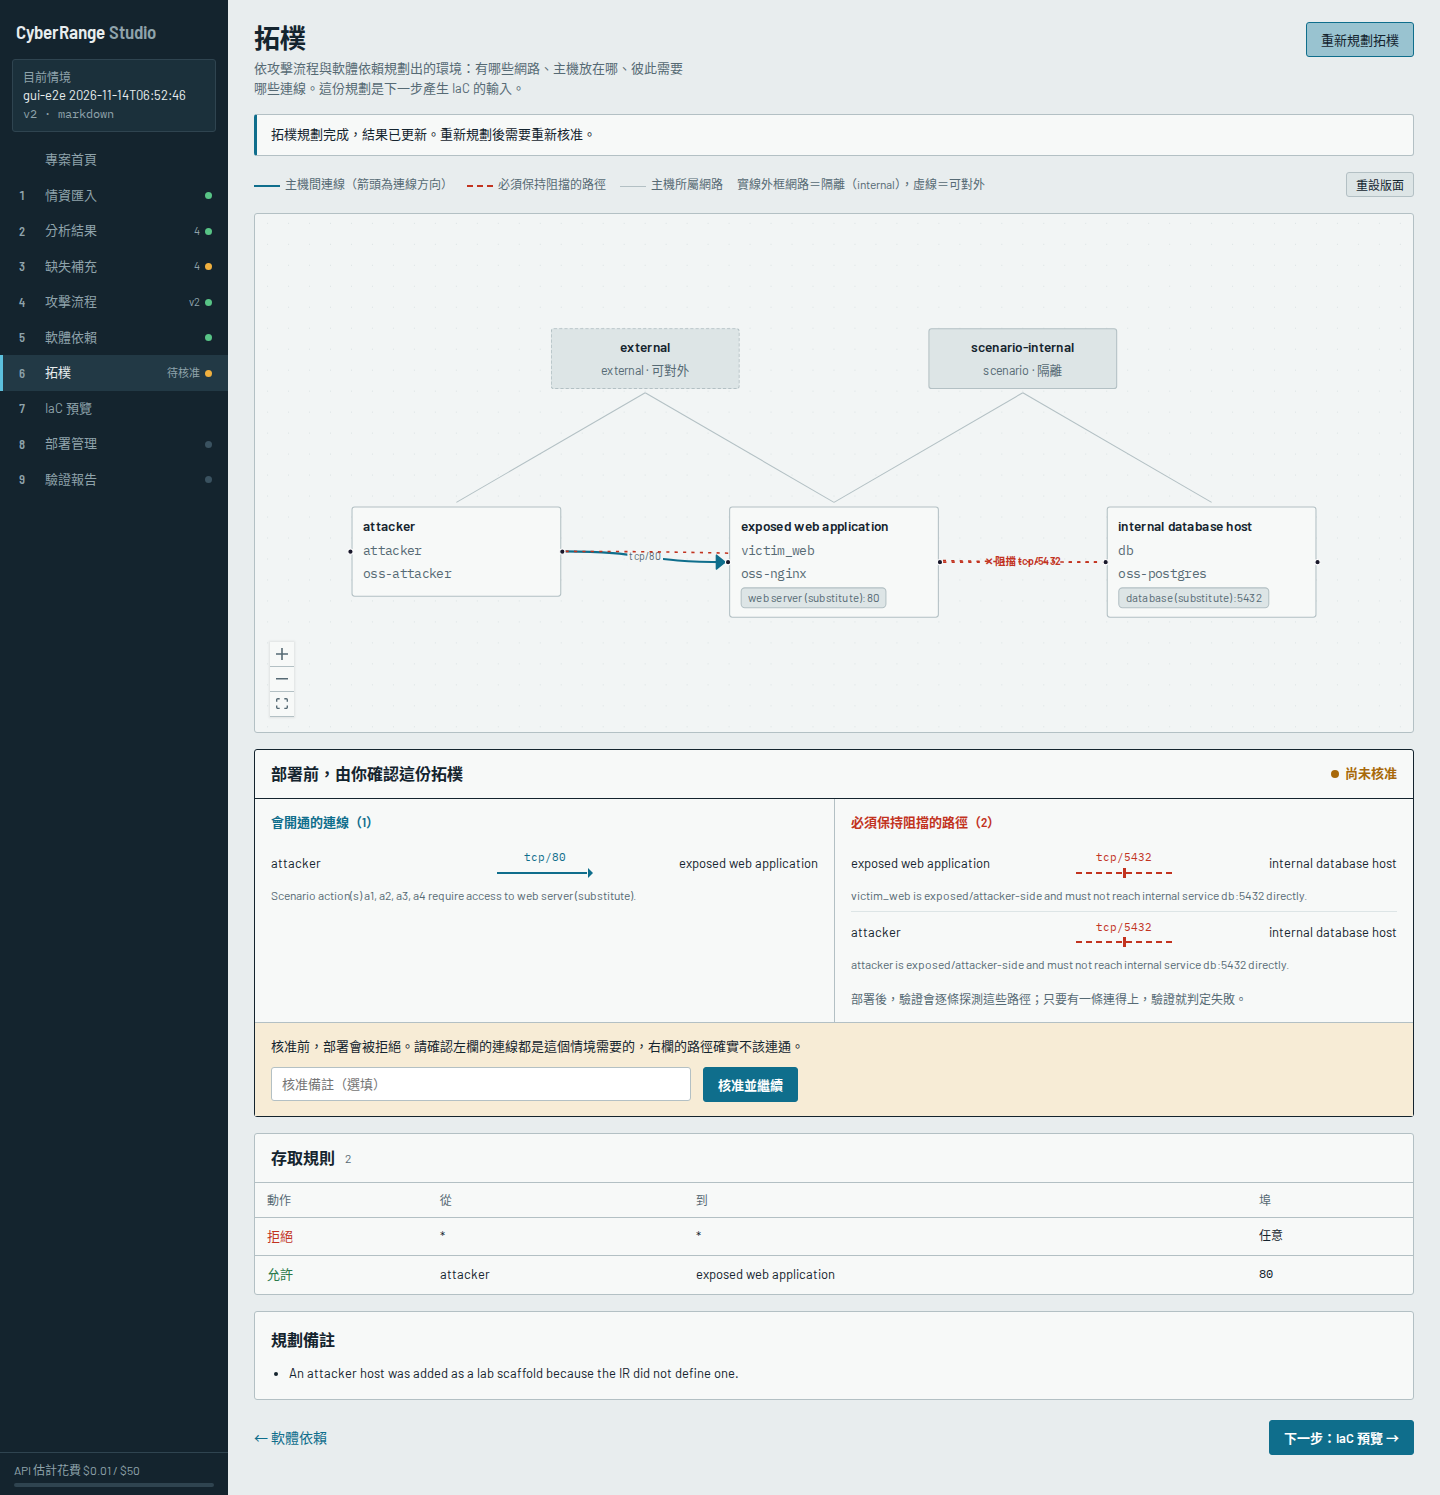 CyberRange Studio
目前情境
gui-e2e 2026-11-14T06:52:46
v2 · markdown
專案首頁
1 情資匯入
2 分析結果 4
3 缺失補充 4
4 攻擊流程 v2
5 軟體依賴
6 拓樸 待核准
7 IaC 預覽
8 部署管理
9 驗證報告
API 估計花費 $0.01 / $50
拓樸
重新規劃拓樸
依攻擊流程與軟體依賴規劃出的環境：有哪些網路、主機放在哪、彼此需要
哪些連線。這份規劃是下一步產生 IaC 的輸入。
拓樸規劃完成，結果已更新。重新規劃後需要重新核准。
主機間連線（箭頭為連線方向） 必須保持阻擋的路徑 主機所屬網路 實線外框網路＝隔離（internal），虛線＝可對外
重設版面
external
external · 可對外
scenario-internal
scenario · 隔離
attacker
attacker
oss-attacker
tcp/80
exposed web application
victim_web
oss-nginx
web server (substitute):80
✕ 阻擋 tcp/5432
internal database host
db
oss-postgres
database (substitute):5432
部署前，由你確認這份拓樸
尚未核准
會開通的連線（1）
attacker tcp/80 exposed web application
Scenario action(s) a1, a2, a3, a4 require access to web server (substitute).
必須保持阻擋的路徑（2）
exposed web application tcp/5432 internal database host
victim_web is exposed/attacker-side and must not reach internal service db:5432 directly.
attacker tcp/5432 internal database host
attacker is exposed/attacker-side and must not reach internal service db:5432 directly.
部署後，驗證會逐條探測這些路徑；只要有一條連得上，驗證就判定失敗。
核准前，部署會被拒絕。請確認左欄的連線都是這個情境需要的，右欄的路徑確實不該連通。
核准備註（選填）
核准並繼續
存取規則 2
動作 從 到 埠
拒絕 * * 任意
允許 attacker exposed web application 80
規劃備註
• An attacker host was added as a lab scaffold because the IR did not define one.
← 軟體依賴
下一步：IaC 預覽 →